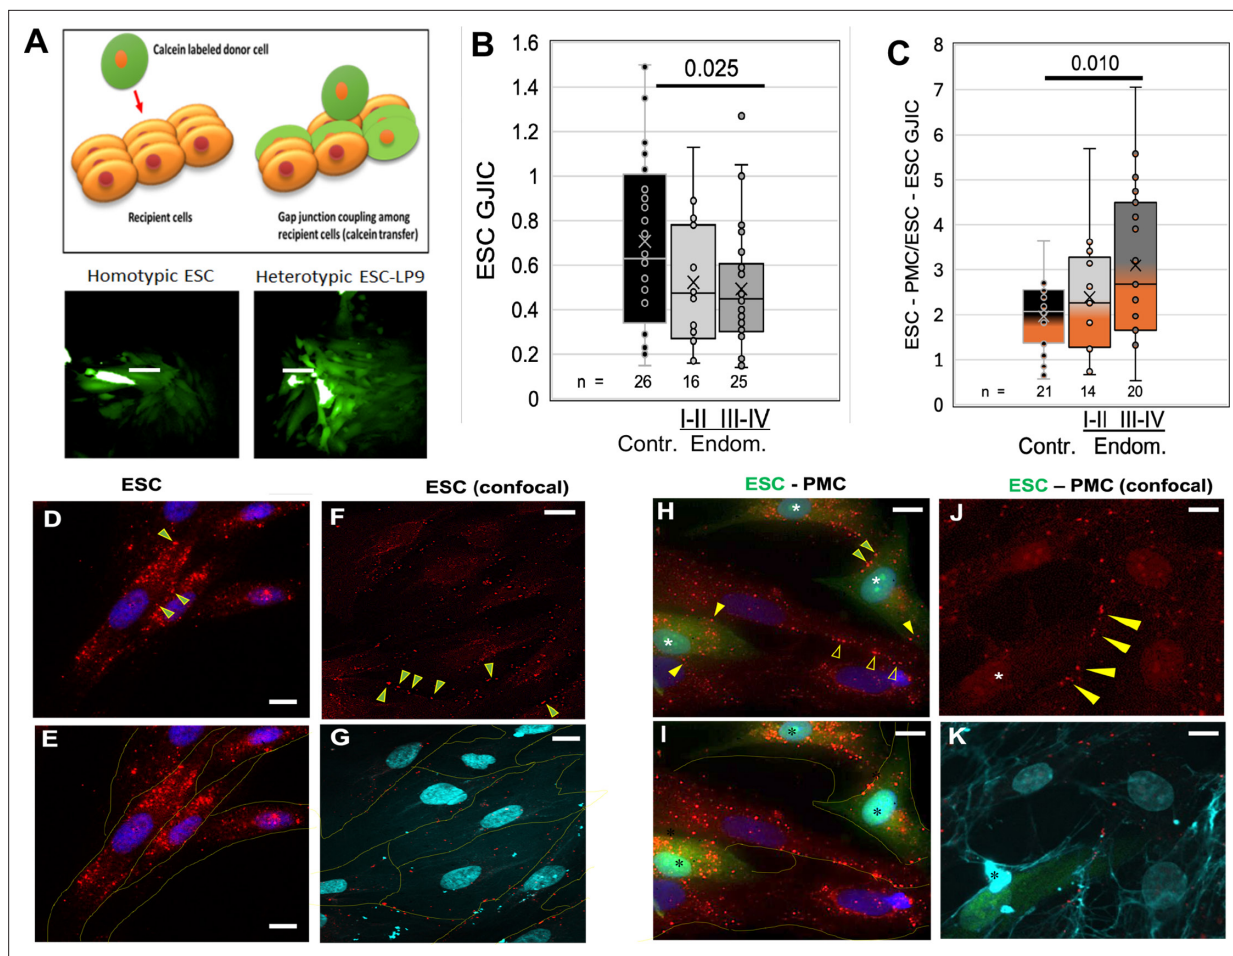 A
Calcein labeled donor cell
Recipient cells
Gap junction coupling among
recipient cells (calcein transfer)
Homotypic ESC
Heterotypic ESC-LP9
B
ESC GJIC
1.6
1.4
1.2
1
0.8
0.6
0.4
0.2
0
0.025
n = 26 16 25
I-II III-IV
Contr. Endom.
C
ESC - PMC/ESC - ESC GJIC
8
7
6
5
4
3
2
1
0
0.010
n = 21 14 20
I-II III-IV
Contr. Endom.
ESC
ESC (confocal)
ESC - PMC
ESC – PMC (confocal)
D
F
H
*
*
*
J
*
E
G
I
*
*
*
*
K
*